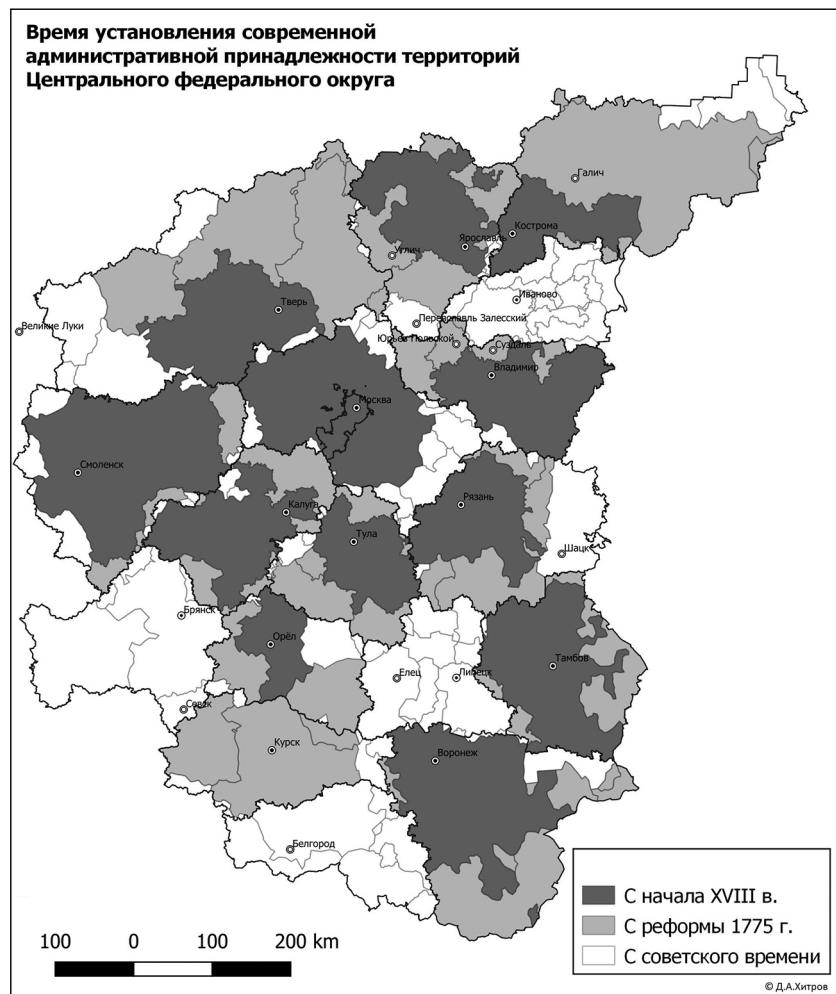 Время установления современной
административной принадлежности территорий
Центрального федерального округа
Галич
Кострома
Ярославль
Углич
Иваново
Тверь
Переяславль Залесский
Великие Луки
Юрьев Польской
Суздаль
Владимир
Москва
Смоленск
Рязань
Калуга
Тула
Шацк
Брянск
Орёл
Тамбов
Елец
Липецк
Севск
Курск
Воронеж
Белгород
С начала XVIII в.
С реформы 1775 г.
С советского времени
100 0 100 200 km
© Д.А.Хитров